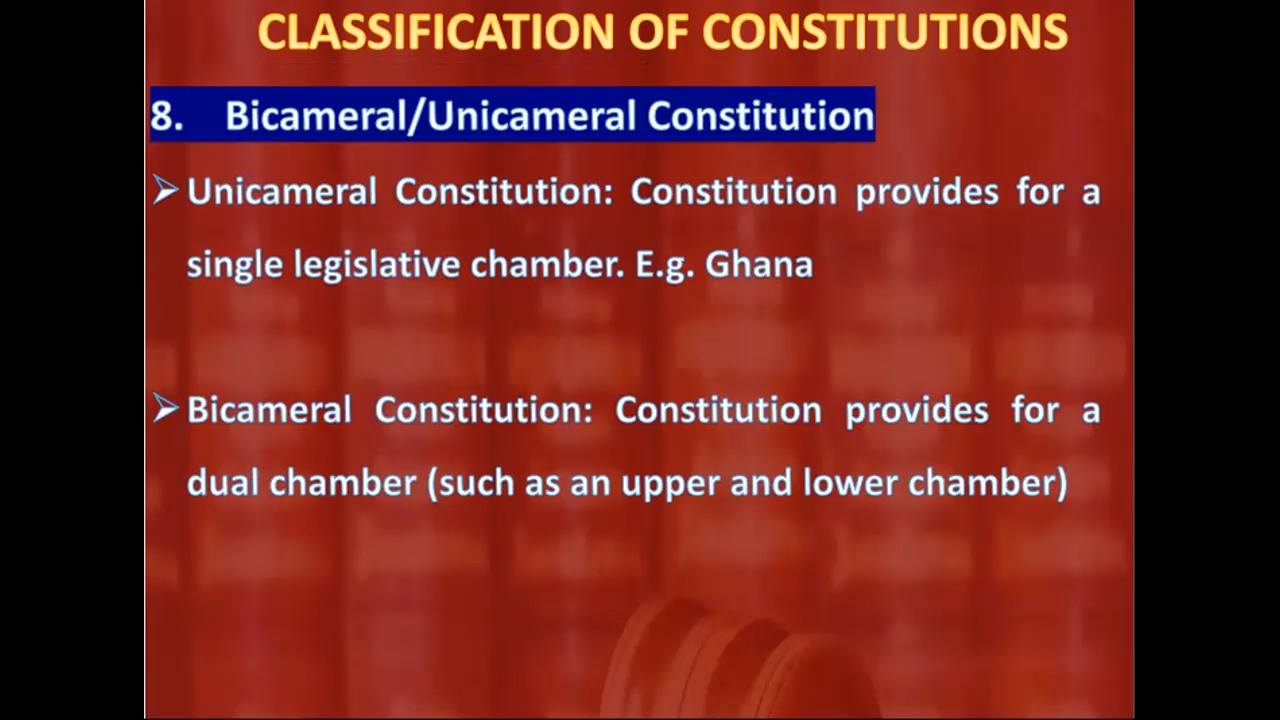 CLASSIFICATION OF CONSTITUTIONS
8. Bicameral/Unicameral Constitution
➢ Unicameral Constitution: Constitution provides for a
single legislative chamber. E.g. Ghana
➢ Bicameral Constitution: Constitution provides for a
dual chamber (such as an upper and lower chamber)